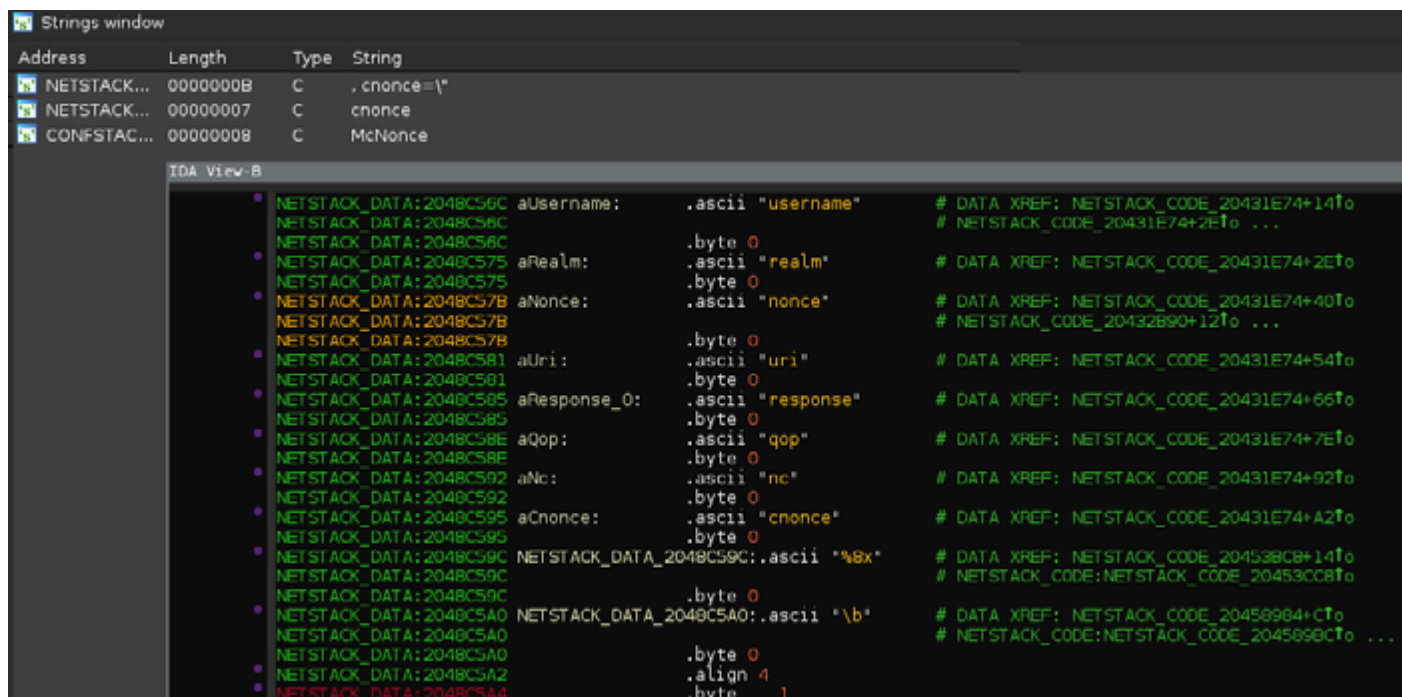 Strings window
Address Length Type String
NETSTACK... 0000000B C , cnonce=\"
NETSTACK... 00000007 C cnonce
CONFSTAC... 00000008 C McNonce
IDA View-B
NETSTACK_DATA:2048C56C aUsername: .ascii "username" # DATA XREF: NETSTACK_CODE_20431E74+14↑o
NETSTACK_DATA:2048C56C # NETSTACK_CODE_20431E74+2E↑o ...
NETSTACK_DATA:2048C56C .byte 0
NETSTACK_DATA:2048C575 aRealm: .ascii "realm" # DATA XREF: NETSTACK_CODE_20431E74+2E↑o
NETSTACK_DATA:2048C575 .byte 0
NETSTACK_DATA:2048C57B aNonce: .ascii "nonce" # DATA XREF: NETSTACK_CODE_20431E74+40↑o
NETSTACK_DATA:2048C57B # NETSTACK_CODE_20432B90+12↑o ...
NETSTACK_DATA:2048C57B .byte 0
NETSTACK_DATA:2048C581 aUri: .ascii "uri" # DATA XREF: NETSTACK_CODE_20431E74+54↑o
NETSTACK_DATA:2048C581 .byte 0
NETSTACK_DATA:2048C585 aResponse_0: .ascii "response" # DATA XREF: NETSTACK_CODE_20431E74+66↑o
NETSTACK_DATA:2048C585 .byte 0
NETSTACK_DATA:2048C58E aQop: .ascii "qop" # DATA XREF: NETSTACK_CODE_20431E74+7E↑o
NETSTACK_DATA:2048C58E .byte 0
NETSTACK_DATA:2048C592 aNc: .ascii "nc" # DATA XREF: NETSTACK_CODE_20431E74+92↑o
NETSTACK_DATA:2048C592 .byte 0
NETSTACK_DATA:2048C595 aCnonce: .ascii "cnonce" # DATA XREF: NETSTACK_CODE_20431E74+A2↑o
NETSTACK_DATA:2048C595 .byte 0
NETSTACK_DATA:2048C59C NETSTACK_DATA_2048C59C:.ascii "%8x" # DATA XREF: NETSTACK_CODE_204538C8+14↑o
NETSTACK_DATA:2048C59C # NETSTACK_CODE:NETSTACK_CODE_20453CC8↑o
NETSTACK_DATA:2048C59C .byte 0
NETSTACK_DATA:2048C5A0 NETSTACK_DATA_2048C5A0:.ascii "\b" # DATA XREF: NETSTACK_CODE_20458984+C↑o
NETSTACK_DATA:2048C5A0 # NETSTACK_CODE:NETSTACK_CODE_204589BC↑o ...
NETSTACK_DATA:2048C5A0 .byte 0
NETSTACK_DATA:2048C5A2 .align 4
NETSTACK_DATA:2048C5A4 .byte 1